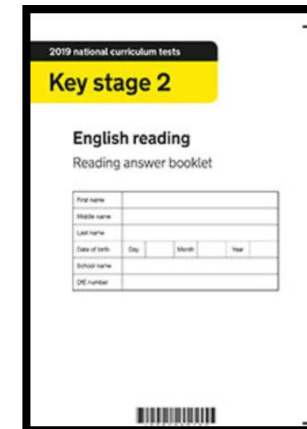 2019 national curriculum tests
Key stage 2
English reading
Reading answer booklet
First name
Middle name
Last name
Date of birth Day Month Year
School name
DfE number